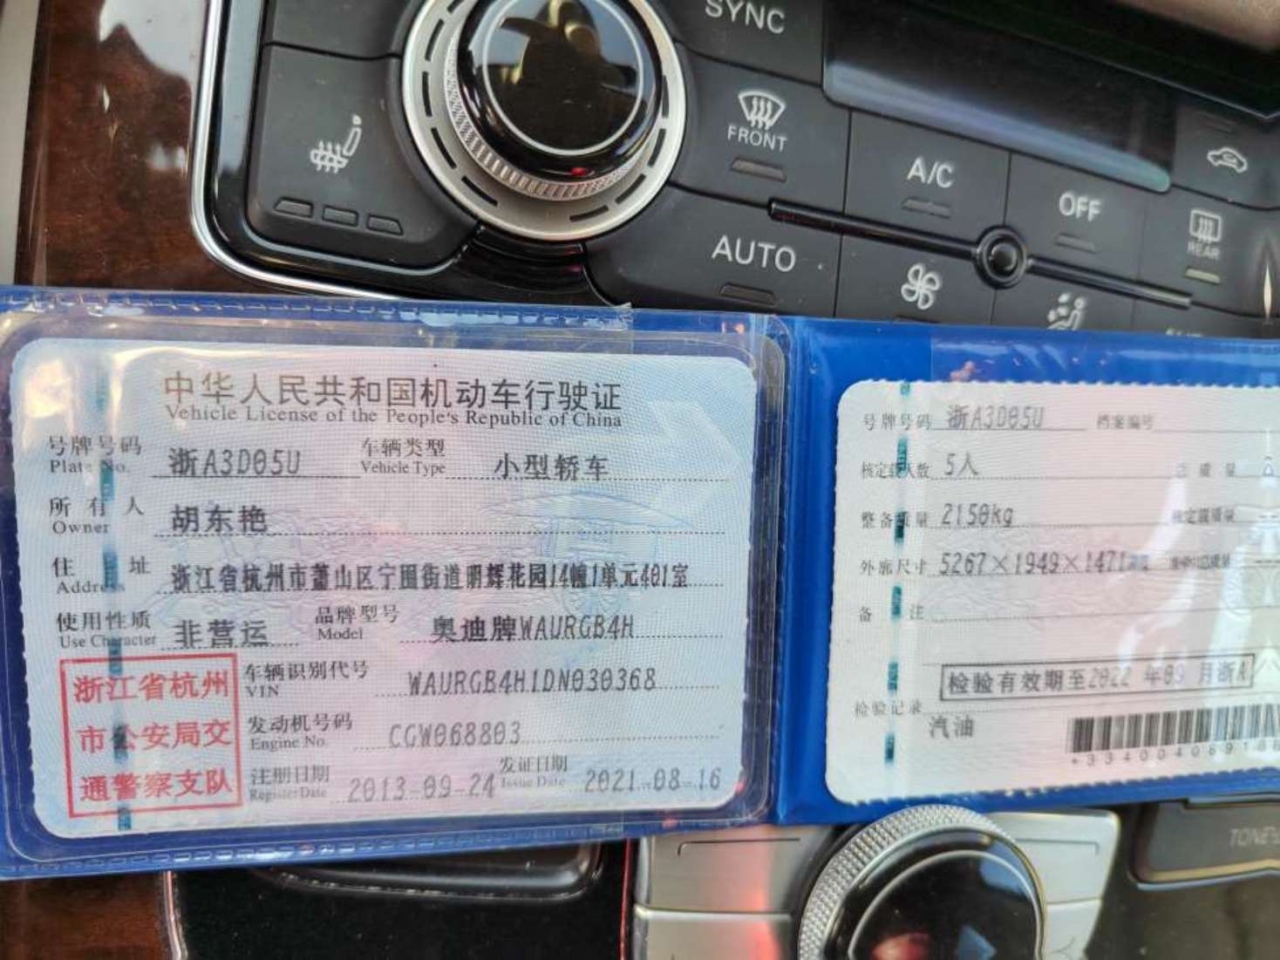 SYNC
FRONT
A/C
OFF
REAR
AUTO
中华人民共和国机动车行驶证
Vehicle License of the People's Republic of China
号牌号码 浙A3D05U 车辆类型 小型轿车
Plate No. Vehicle Type
所有人 胡东艳
Owner
住址 浙江省杭州市萧山区宁围街道明辉花园14幢1单元401室
Address
使用性质 非营运 品牌型号 奥迪牌WAURGB4H
Use Character Model
浙江省杭州
市公安局交
通警察支队
车辆识别代号 WAURGB4H1DN030368
VIN
发动机号码 CGW068803
Engine No.
注册日期 2013-09-24 发证日期 2021-08-16
Register Date Issue Date
号牌号码 浙A3D05U 档案编号
核定载人数 5人 总质量
整备质量 2150kg 核定载质量
外廓尺寸 5267×1949×1471
备注
检验有效期至2022年09月浙A
检验记录
汽油
TONE